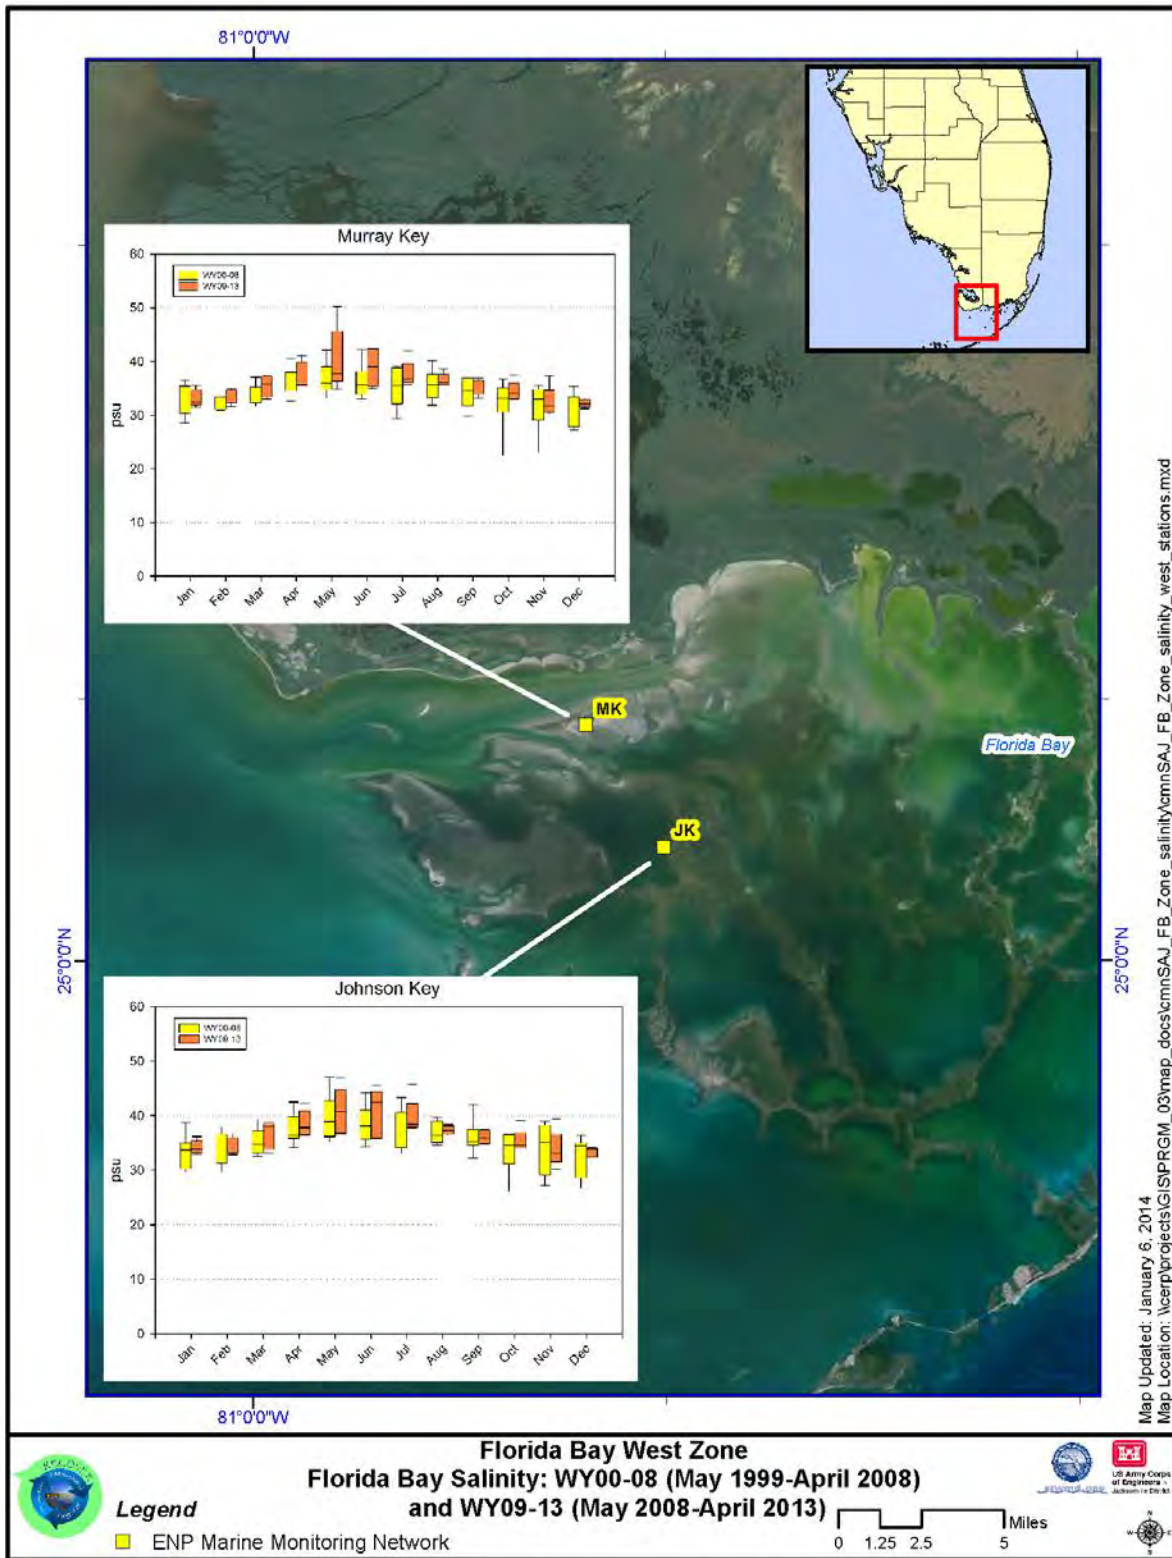 81°0'0"W
Murray Key
60
50
40
30
20
10
0
psu
WY00-08
WY09-13
Jan Feb Mar Apr May Jun Jul Aug Sep Oct Nov Dec
MK
Florida Bay
JK
25°0'0"N
25°0'0"N
Johnson Key
60
50
40
30
20
10
0
psu
WY00-08
WY09-13
Jan Feb Mar Apr May Jun Jul Aug Sep Oct Nov Dec
81°0'0"W
Map Updated: January 6, 2014
Map Location: \\cerp\projects\GIS\PRGM_03\map_docs\cmn\SAJ_FB_Zone_salinity\cmn\SAJ_FB_Zone_salinity_west_stations.mxd
Florida Bay West Zone
Florida Bay Salinity: WY00-08 (May 1999-April 2008)
and WY09-13 (May 2008-April 2013)
Legend
ENP Marine Monitoring Network
0 1.25 2.5 5 Miles
US Army Corps
of Engineers
Jacksonville District
N
W E